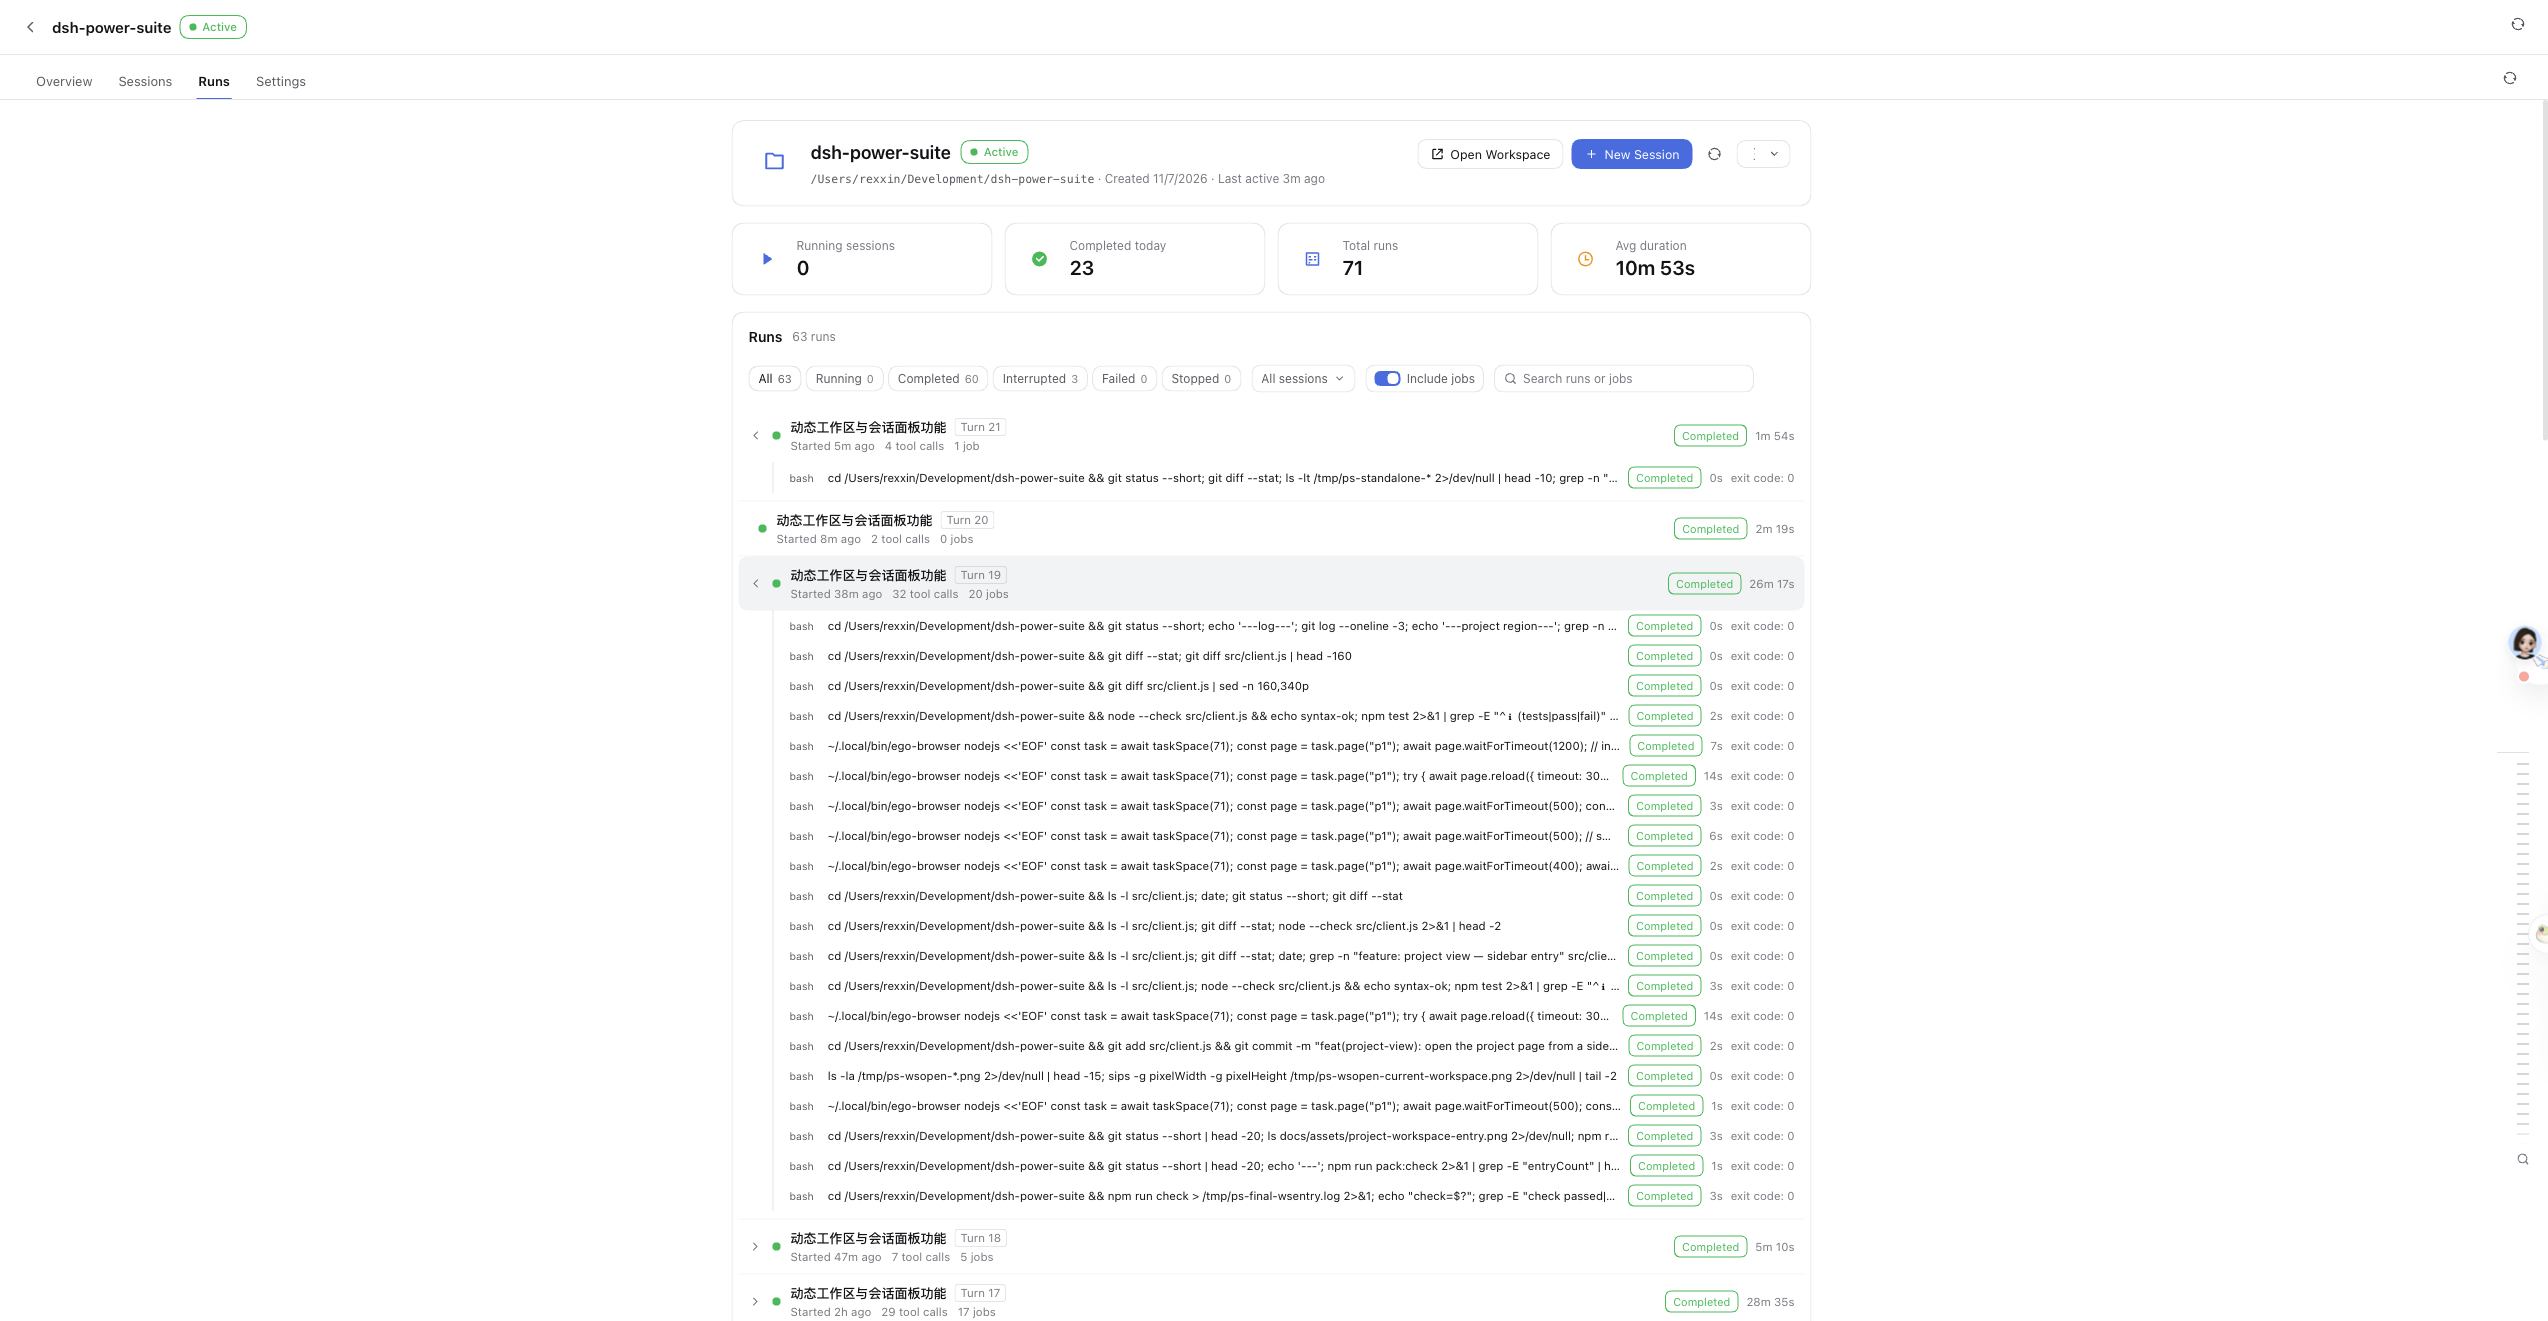 dsh-power-suite Active
Overview Sessions Runs Settings
dsh-power-suite Active
/Users/rexxin/Development/dsh-power-suite · Created 11/7/2026 · Last active 3m ago
Open Workspace + New Session
Running sessions
0
Completed today
23
Total runs
71
Avg duration
10m 53s
Runs 63 runs
All 63 Running 0 Completed 60 Interrupted 3 Failed 0 Stopped 0 All sessions Include jobs Search runs or jobs
动态工作区与会话面板功能 Turn 21
Started 5m ago 4 tool calls 1 job
Completed 1m 54s
bash cd /Users/rexxin/Development/dsh-power-suite && git status --short; git diff --stat; ls -lt /tmp/ps-standalone-* 2>/dev/null | head -10; grep -n "... Completed 0s exit code: 0
动态工作区与会话面板功能 Turn 20
Started 8m ago 2 tool calls 0 jobs
Completed 2m 19s
动态工作区与会话面板功能 Turn 19
Started 38m ago 32 tool calls 20 jobs
Completed 26m 17s
bash cd /Users/rexxin/Development/dsh-power-suite && git status --short; echo '---log---'; git log --oneline -3; echo '---project region---'; grep -n ... Completed 0s exit code: 0
bash cd /Users/rexxin/Development/dsh-power-suite && git diff --stat; git diff src/client.js | head -160 Completed 0s exit code: 0
bash cd /Users/rexxin/Development/dsh-power-suite && git diff src/client.js | sed -n 160,340p Completed 0s exit code: 0
bash cd /Users/rexxin/Development/dsh-power-suite && node --check src/client.js && echo syntax-ok; npm test 2>&1 | grep -E "^ℹ (tests|pass|fail)" ... Completed 2s exit code: 0
bash ~/.local/bin/ego-browser nodejs <<'EOF' const task = await taskSpace(71); const page = task.page("p1"); await page.waitForTimeout(1200); // in... Completed 7s exit code: 0
bash ~/.local/bin/ego-browser nodejs <<'EOF' const task = await taskSpace(71); const page = task.page("p1"); try { await page.reload({ timeout: 30... Completed 14s exit code: 0
bash ~/.local/bin/ego-browser nodejs <<'EOF' const task = await taskSpace(71); const page = task.page("p1"); await page.waitForTimeout(500); con... Completed 3s exit code: 0
bash ~/.local/bin/ego-browser nodejs <<'EOF' const task = await taskSpace(71); const page = task.page("p1"); await page.waitForTimeout(500); // s... Completed 6s exit code: 0
bash ~/.local/bin/ego-browser nodejs <<'EOF' const task = await taskSpace(71); const page = task.page("p1"); await page.waitForTimeout(400); awai... Completed 2s exit code: 0
bash cd /Users/rexxin/Development/dsh-power-suite && ls -l src/client.js; date; git status --short; git diff --stat Completed 0s exit code: 0
bash cd /Users/rexxin/Development/dsh-power-suite && ls -l src/client.js; git diff --stat; node --check src/client.js 2>&1 | head -2 Completed 0s exit code: 0
bash cd /Users/rexxin/Development/dsh-power-suite && ls -l src/client.js; git diff --stat; date; grep -n "feature: project view — sidebar entry" src/clie... Completed 0s exit code: 0
bash cd /Users/rexxin/Development/dsh-power-suite && ls -l src/client.js; node --check src/client.js && echo syntax-ok; npm test 2>&1 | grep -E "^ℹ ... Completed 3s exit code: 0
bash ~/.local/bin/ego-browser nodejs <<'EOF' const task = await taskSpace(71); const page = task.page("p1"); try { await page.reload({ timeout: 30... Completed 14s exit code: 0
bash cd /Users/rexxin/Development/dsh-power-suite && git add src/client.js && git commit -m "feat(project-view): open the project page from a side... Completed 2s exit code: 0
bash ls -la /tmp/ps-wsopen-*.png 2>/dev/null | head -15; sips -g pixelWidth -g pixelHeight /tmp/ps-wsopen-current-workspace.png 2>/dev/null | tail -2 Completed 0s exit code: 0
bash ~/.local/bin/ego-browser nodejs <<'EOF' const task = await taskSpace(71); const page = task.page("p1"); await page.waitForTimeout(500); cons... Completed 1s exit code: 0
bash cd /Users/rexxin/Development/dsh-power-suite && git status --short | head -20; ls docs/assets/project-workspace-entry.png 2>/dev/null; npm r... Completed 3s exit code: 0
bash cd /Users/rexxin/Development/dsh-power-suite && git status --short | head -20; echo '---'; npm run pack:check 2>&1 | grep -E "entryCount" | h... Completed 1s exit code: 0
bash cd /Users/rexxin/Development/dsh-power-suite && npm run check > /tmp/ps-final-wsentry.log 2>&1; echo "check=$?"; grep -E "check passed|... Completed 3s exit code: 0
动态工作区与会话面板功能 Turn 18
Started 47m ago 7 tool calls 5 jobs
Completed 5m 10s
动态工作区与会话面板功能 Turn 17
Started 2h ago 29 tool calls 17 jobs
Completed 28m 35s